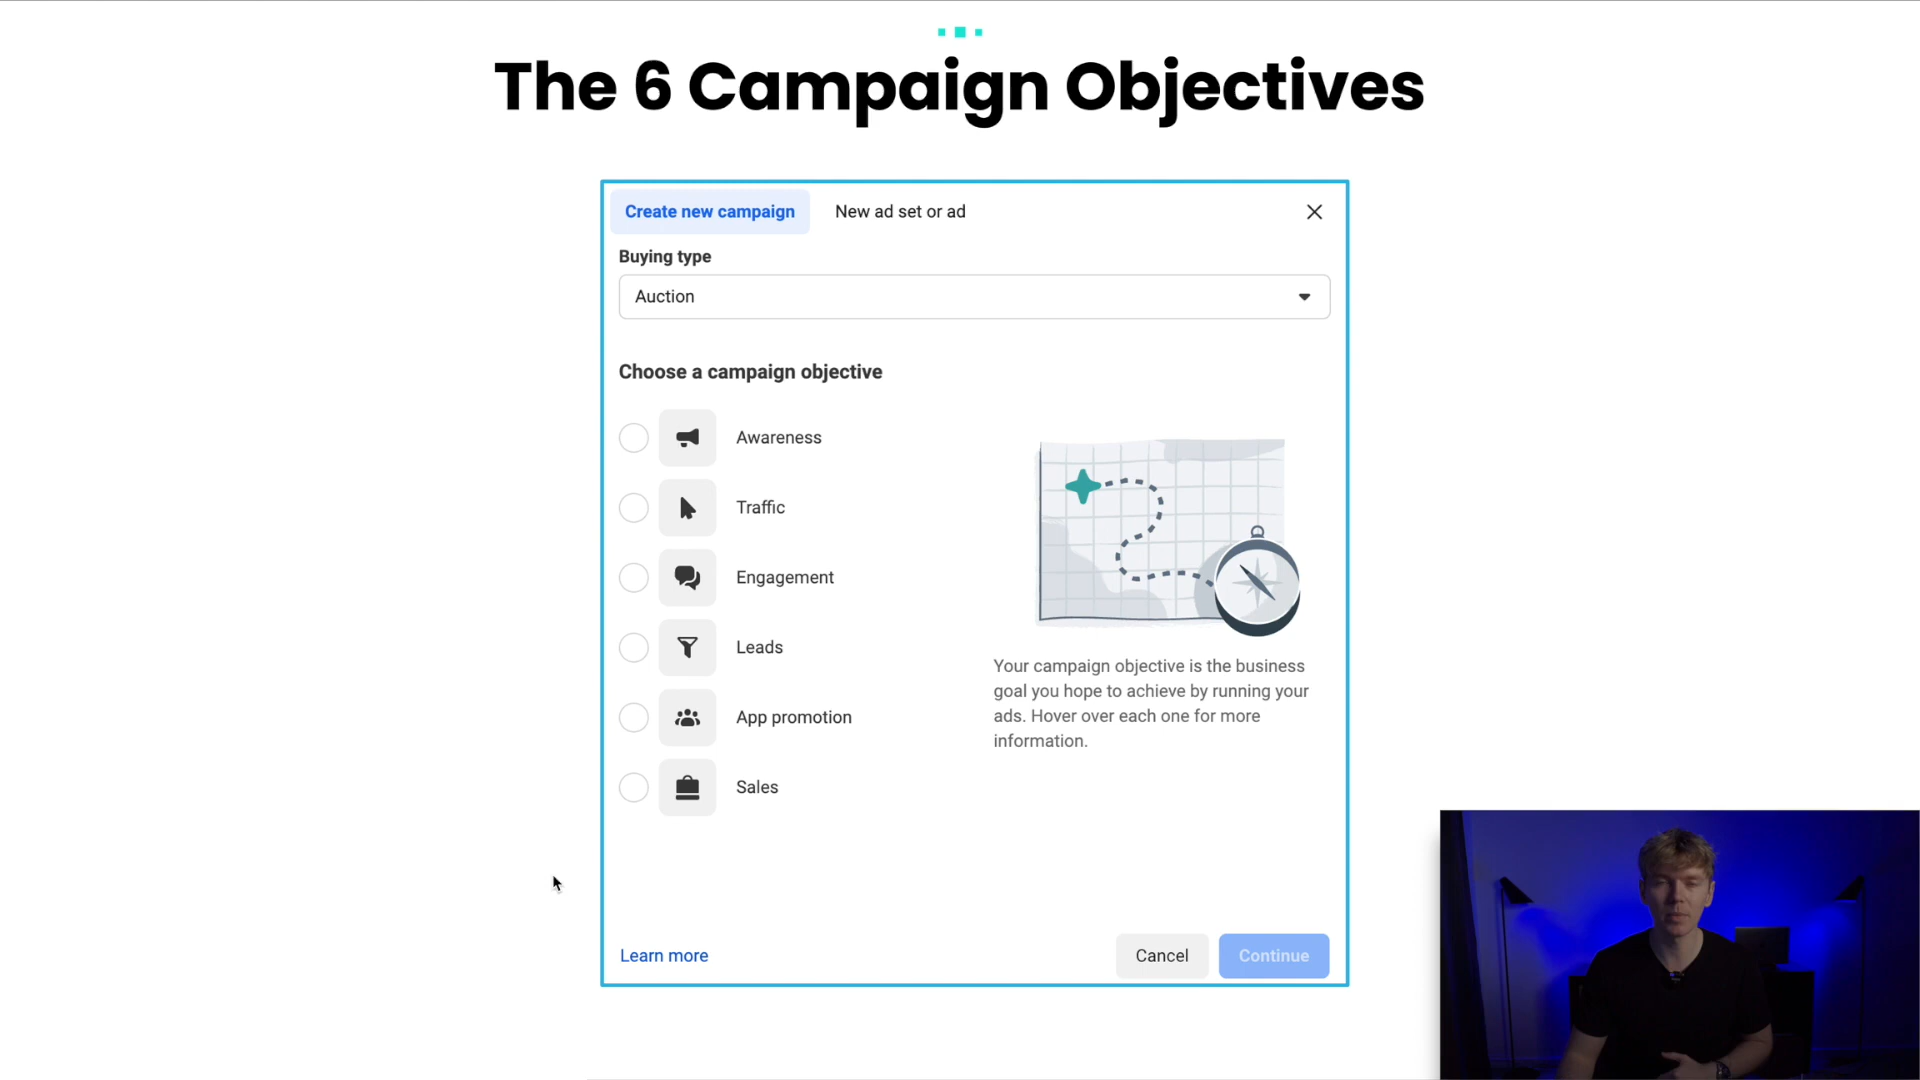 The 6 Campaign Objectives
Create new campaign
New ad set or ad
Buying type
Auction
Choose a campaign objective
Awareness
Traffic
Engagement
Leads
App promotion
Sales
Your campaign objective is the business
goal you hope to achieve by running your
ads. Hover over each one for more
information.
Learn more
Cancel
Continue